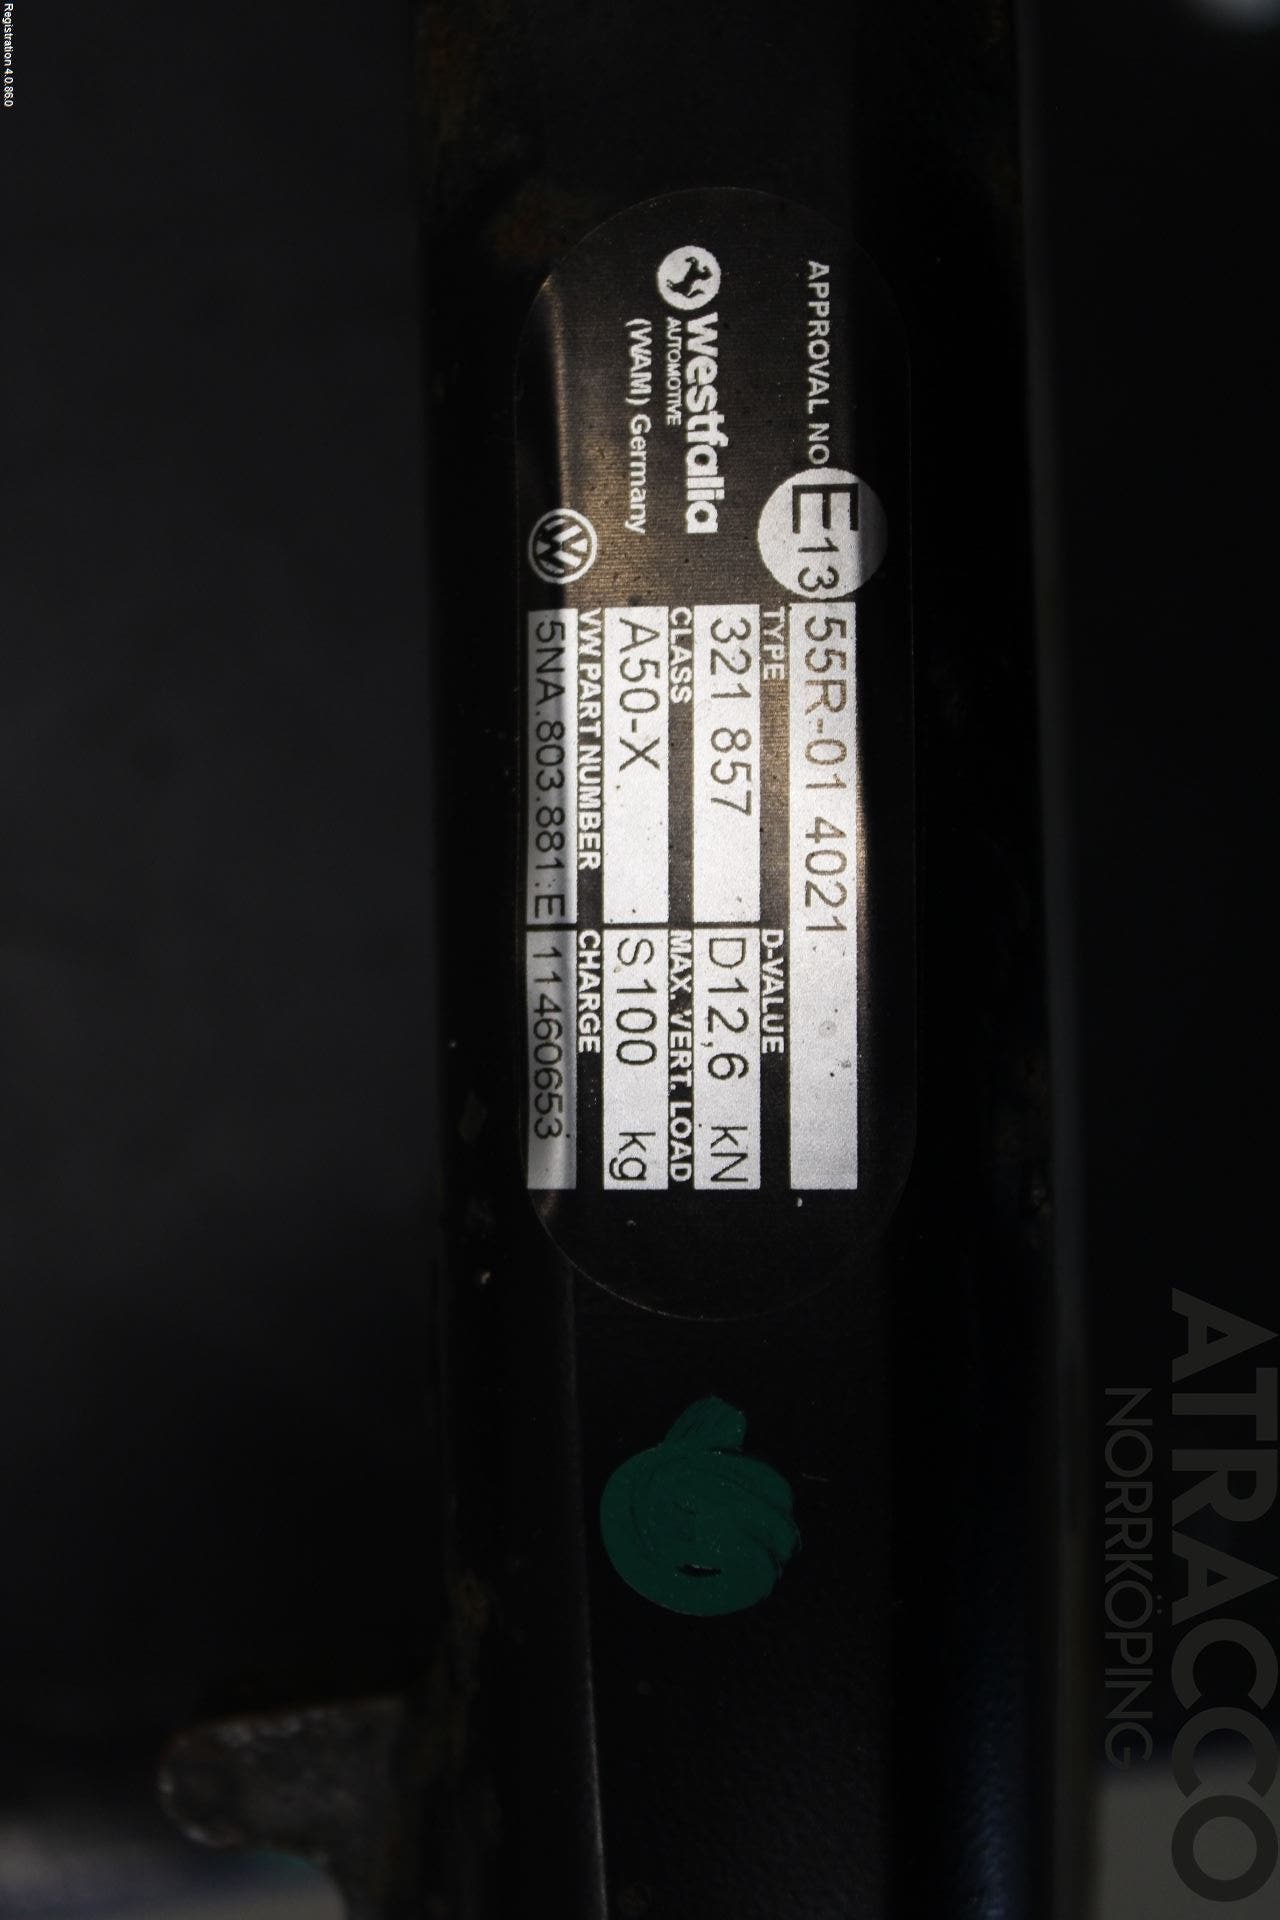 Registration 4.0.86.0
APPROVAL NO E13 55R-01 4021
TYPE D-VALUE
westfalia 321 857 D12,6 kN
AUTOMOTIVE CLASS MAX. VERT. LOAD
(WAM) Germany A50-X S 100 kg
VW PART NUMBER CHARGE
VW 5NA.803.881.E 11460653
ATRACCO
NORRKÖPING